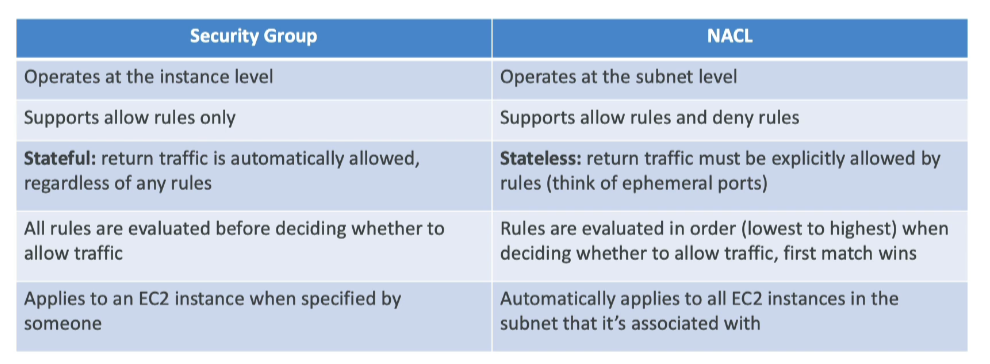 Security Group
NACL
Operates at the instance level
Operates at the subnet level
Supports allow rules only
Supports allow rules and deny rules
Stateful: return traffic is automatically allowed,
regardless of any rules
Stateless: return traffic must be explicitly allowed by
rules (think of ephemeral ports)
All rules are evaluated before deciding whether to
allow traffic
Rules are evaluated in order (lowest to highest) when
deciding whether to allow traffic, first match wins
Applies to an EC2 instance when specified by
someone
Automatically applies to all EC2 instances in the
subnet that it’s associated with